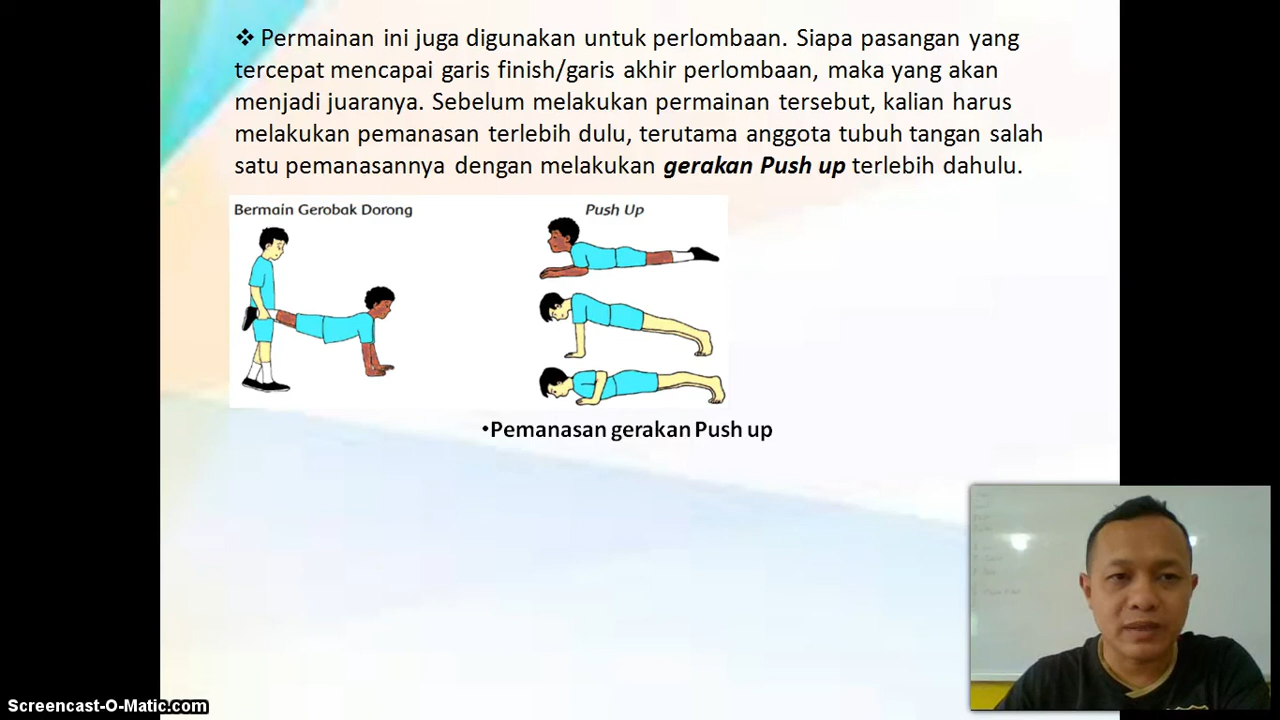 ❖ Permainan ini juga digunakan untuk perlombaan. Siapa pasangan yang
tercepat mencapai garis finish/garis akhir perlombaan, maka yang akan
menjadi juaranya. Sebelum melakukan permainan tersebut, kalian harus
melakukan pemanasan terlebih dulu, terutama anggota tubuh tangan salah
satu pemanasannya dengan melakukan gerakan Push up terlebih dahulu.
Bermain Gerobak Dorong
Push Up
•Pemanasan gerakan Push up
Screencast-O-Matic.com